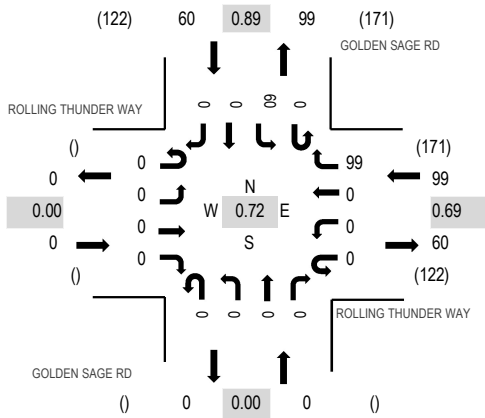 (122) 60 0.89 99 (171)
GOLDEN SAGE RD
ROLLING THUNDER WAY
0 0 60 0
() 0 99 (171)
0 0 N 0 99
0.00 W 0.72 E 0.69
0 0 S 0 60
() 0 0 (122)
0 0 0 0
ROLLING THUNDER WAY
GOLDEN SAGE RD
() 0 0.00 0 ()